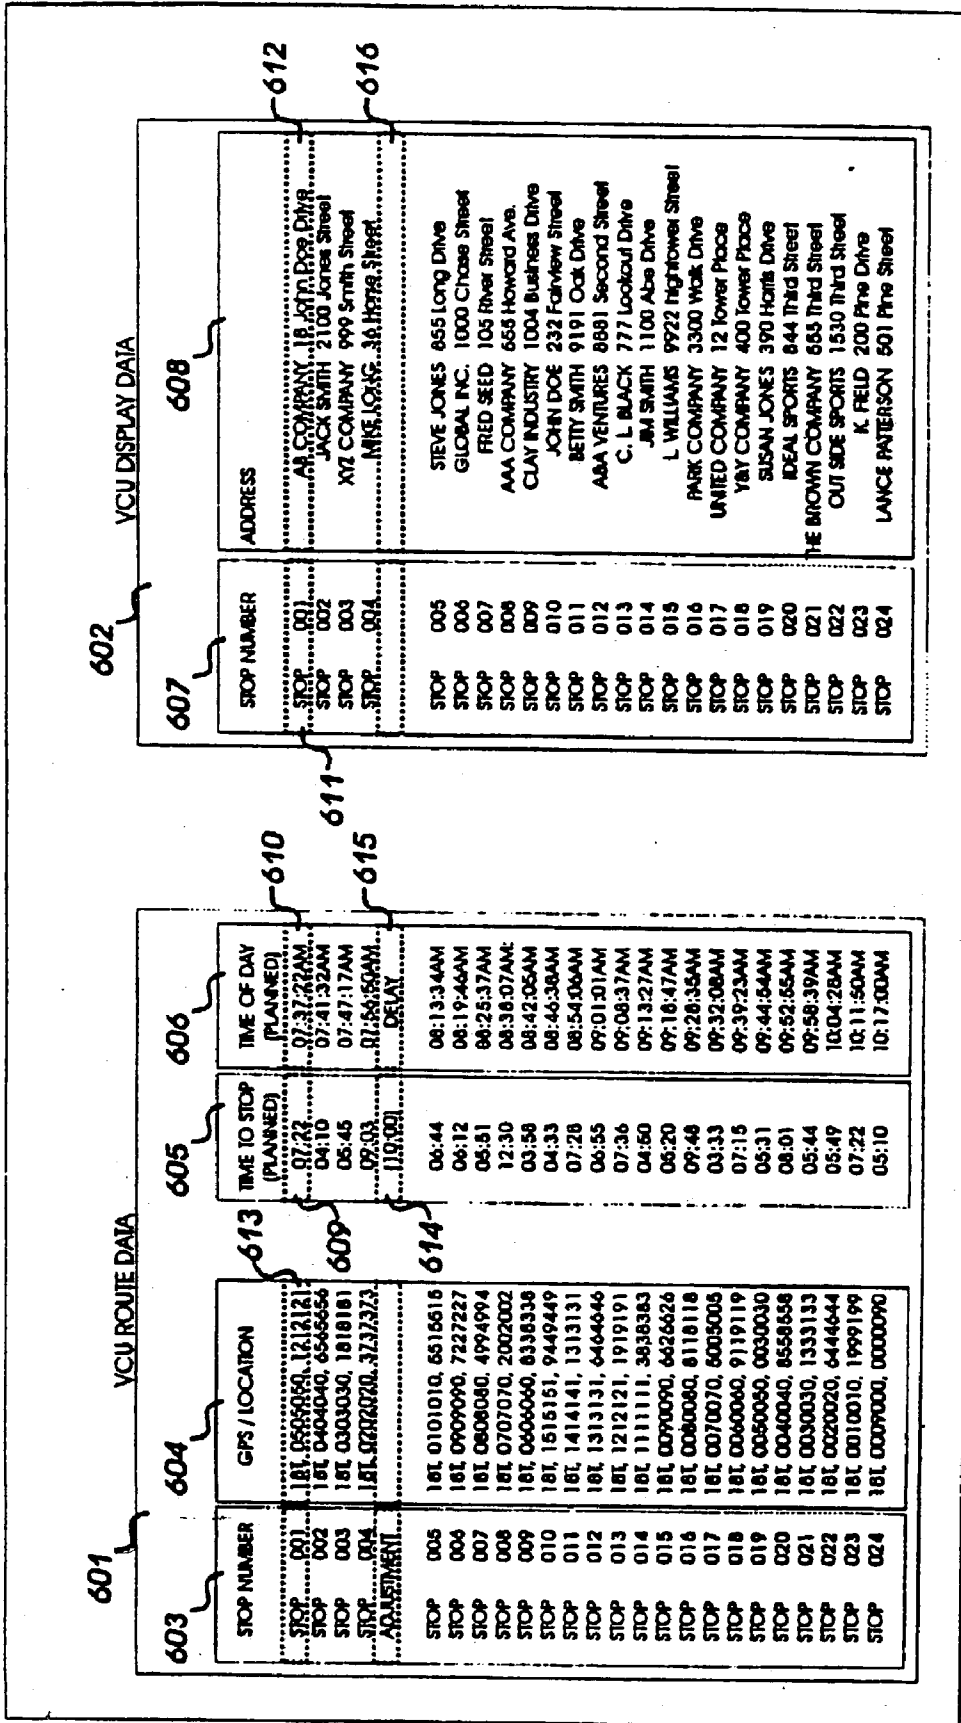 601
VCU ROUTE DATA
603
604
605
606
STOP NUMBER
GPS / LOCATION
TIME TO STOP (PLANNED)
TIME OF DAY (PLANNED)
613
STOP 001 18T, 0505050, 1212121 07:22 07:37:22AM
610
STOP 002 18T, 0404040, 6565656 04:10 07:41:32AM
STOP 003 18T, 0303030, 1818181 05:45 07:47:17AM
609
STOP 004 18T, 0202020, 3737373 09:03 07:56:50AM
ADJUSTMENT [10:00] DELAY
615
614
STOP 005 18T, 0101010, 5515515 06:44 08:13:34AM
STOP 006 18T, 0909090, 7227227 06:12 08:19:46AM
STOP 007 18T, 0808080, 4994994 05:51 08:25:37AM
STOP 008 18T, 0707070, 2002002 12:30 08:38:07AM
STOP 009 18T, 0606060, 8338338 03:58 08:42:05AM
STOP 010 18T, 1515151, 9449449 04:33 08:46:38AM
STOP 011 18T, 1414141, 1313131 07:28 08:54:06AM
STOP 012 18T, 1313131, 6464646 06:55 09:01:01AM
STOP 013 18T, 1212121, 1919191 07:36 09:08:37AM
STOP 014 18T, 1111111, 3838383 04:50 09:13:27AM
STOP 015 18T, 0090090, 6626626 05:20 09:18:47AM
STOP 016 18T, 0080080, 8118118 09:48 09:28:35AM
STOP 017 18T, 0070070, 5005005 03:33 09:32:08AM
STOP 018 18T, 0060060, 9119119 07:15 09:39:23AM
STOP 019 18T, 0050050, 0030030 05:31 09:44:54AM
STOP 020 18T, 0040040, 8558558 08:01 09:52:55AM
STOP 021 18T, 0030030, 1333133 05:44 09:58:39AM
STOP 022 18T, 0020020, 6444644 05:49 10:04:28AM
STOP 023 18T, 0010010, 1999199 07:22 10:11:50AM
STOP 024 18T, 0009000, 0000090 05:10 10:17:00AM
602
VCU DISPLAY DATA
607
608
STOP NUMBER
ADDRESS
612
STOP 001 AB COMPANY 18 John Doe Drive
611
STOP 002 JACK SMITH 2100 Jones Street
STOP 003 XYZ COMPANY 999 Smith Street
STOP 004 MIKE LONG 36 Horne Street
616
STOP 005 STEVE JONES 855 Long Drive
STOP 006 GLOBAL INC. 1000 Chase Street
STOP 007 FRED SEED 105 River Street
STOP 008 AAA COMPANY 655 Howard Ave.
STOP 009 CLAY INDUSTRY 1004 Business Drive
STOP 010 JOHN DOE 232 Fairview Street
STOP 011 BETTY SMITH 9191 Oak Drive
STOP 012 A&A VENTURES 8881 Second Street
STOP 013 C. L. BLACK 777 Lookout Drive
STOP 014 JIM SMITH 1100 Abe Drive
STOP 015 L WILLIAMS 9922 hightower Street
STOP 016 PARK COMPANY 3300 Walk Drive
STOP 017 UNITED COMPANY 12 Tower Place
STOP 018 Y&Y COMPANY 400 Tower Place
STOP 019 SUSAN JONES 390 Harris Drive
STOP 020 IDEAL SPORTS 844 Third Street
STOP 021 THE BROWN COMPANY 655 Third Street
STOP 022 OUT SIDE SPORTS 1530 Third Street
STOP 023 K. FIELD 200 Pine Drive
STOP 024 LANCE PATTERSON 501 Pine Street